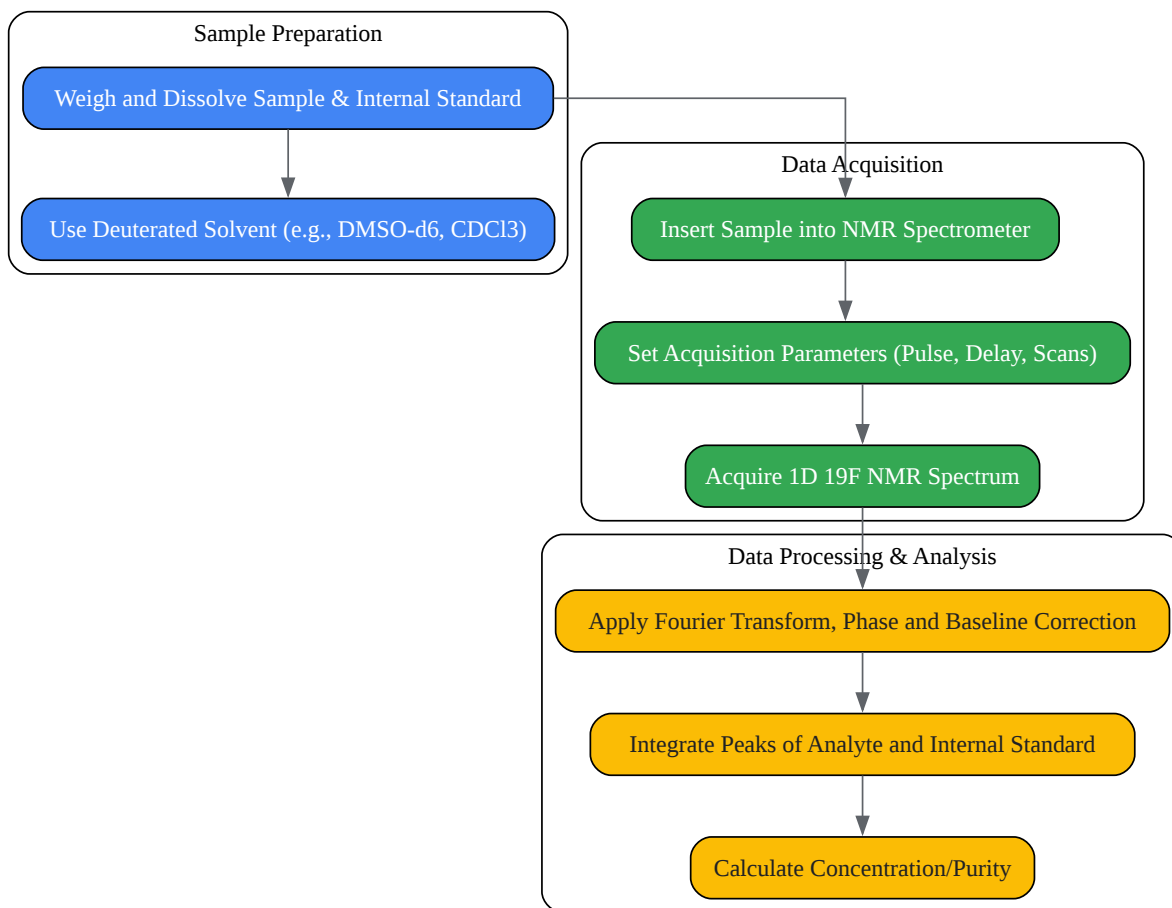 Sample Preparation
Weigh and Dissolve Sample & Internal Standard
Use Deuterated Solvent (e.g., DMSO-d6, CDCl3)
Data Acquisition
Insert Sample into NMR Spectrometer
Set Acquisition Parameters (Pulse, Delay, Scans)
Acquire 1D 19F NMR Spectrum
Data Processing & Analysis
Apply Fourier Transform, Phase and Baseline Correction
Integrate Peaks of Analyte and Internal Standard
Calculate Concentration/Purity